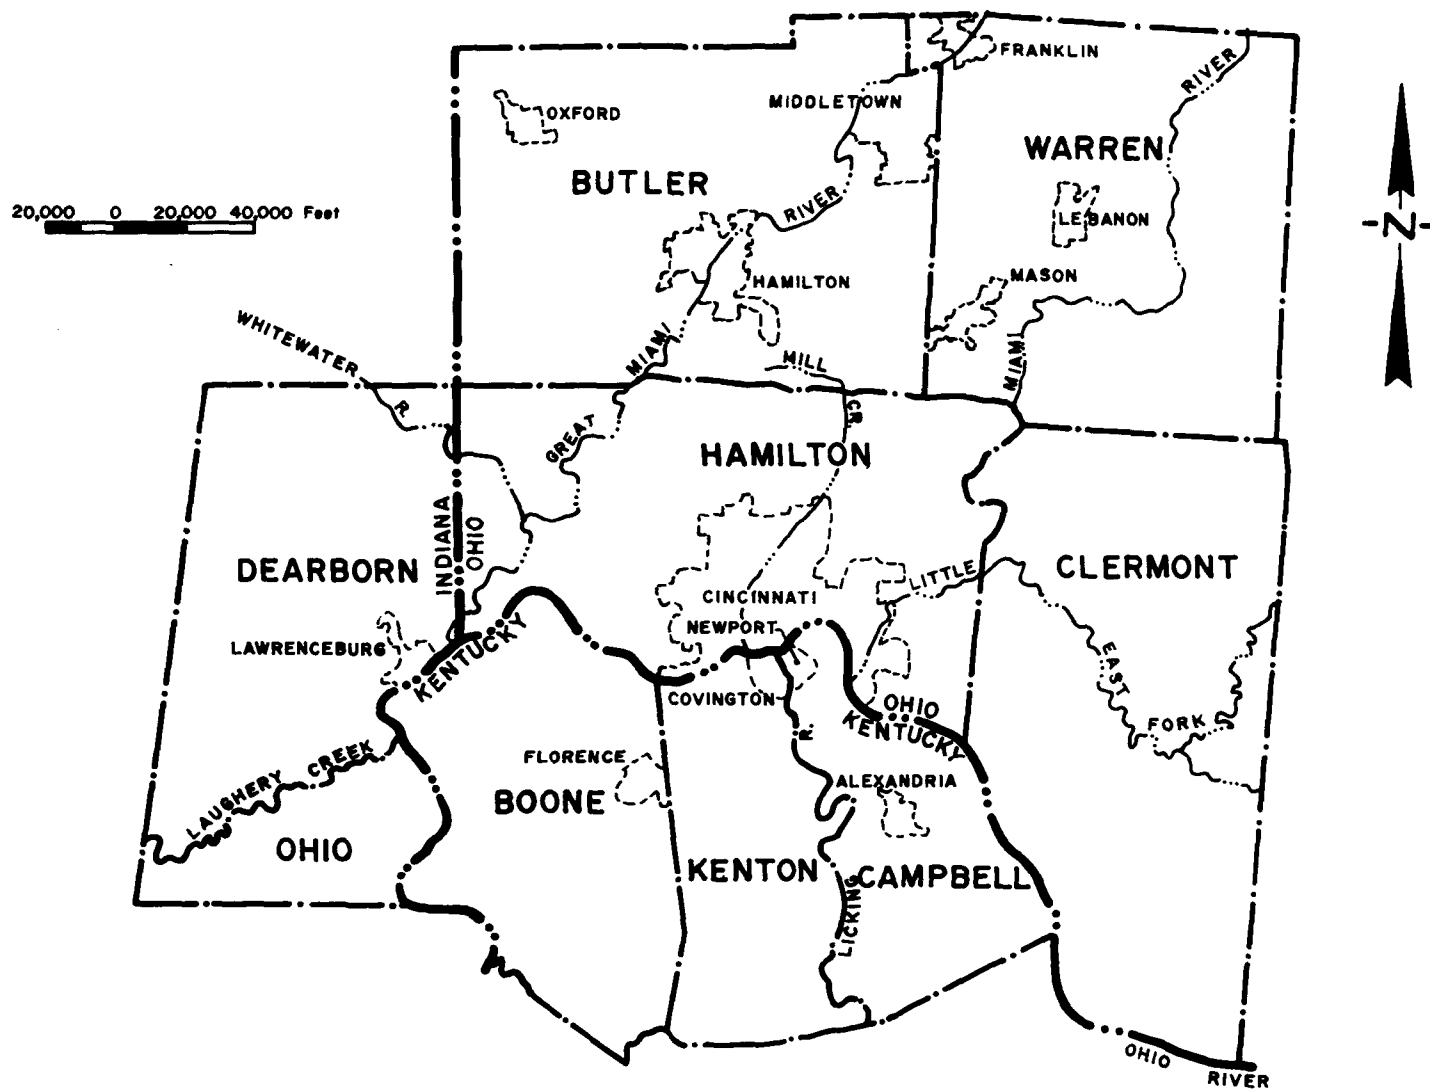 FRANKLIN
RIVER
MIDDLETOWN
OXFORD
WARREN
BUTLER
RIVER
20,000 0 20,000 40,000 Feet
LEBANON
N
HAMILTON
MASON
WHITEWATER
R.
MIAMI
MILL
CR.
MIAMI
GREAT
HAMILTON
INDIANA
OHIO
DEARBORN
LITTLE
CLERMONT
CINCINNATI
NEWPORT
LAWRENCEBURG
KENTUCKY
COVINGTON
OHIO
KENTUCKY
EAST
FORK
R.
LAUGHERY CREEK
FLORENCE
ALEXANDRIA
BOONE
OHIO
KENTON
CAMPBELL
LICKING
OHIO
RIVER